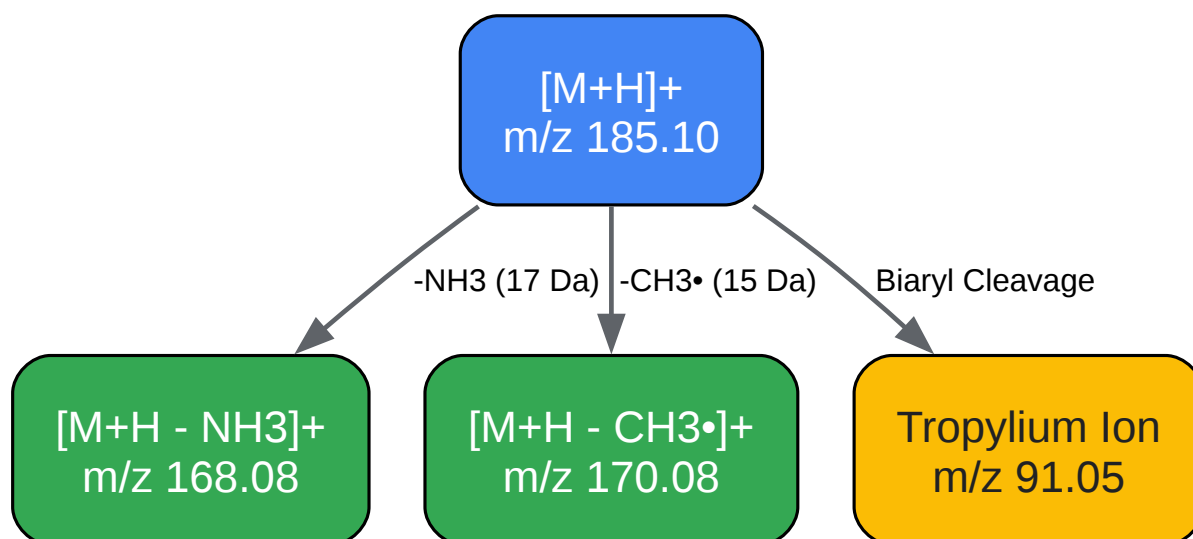 [M+H]+
m/z 185.10
-NH3 (17 Da)
-CH3• (15 Da)
Biaryl Cleavage
[M+H - NH3]+
m/z 168.08
[M+H - CH3•]+
m/z 170.08
Tropylium Ion
m/z 91.05